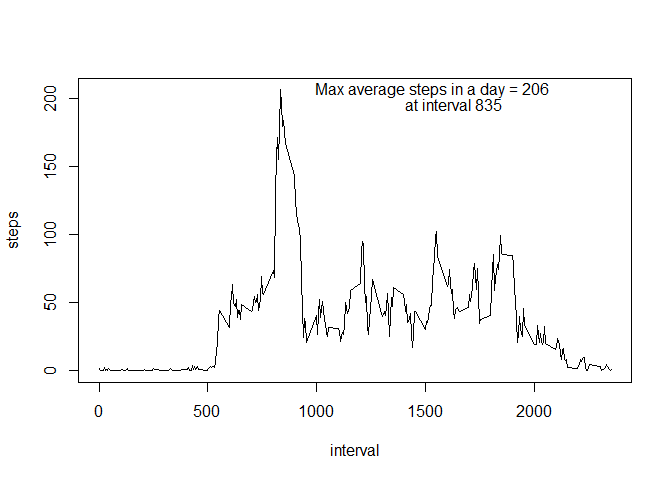 Max average steps in a day = 206
at interval 835
200
150
100
50
0
steps
0 500 1000 1500 2000
interval